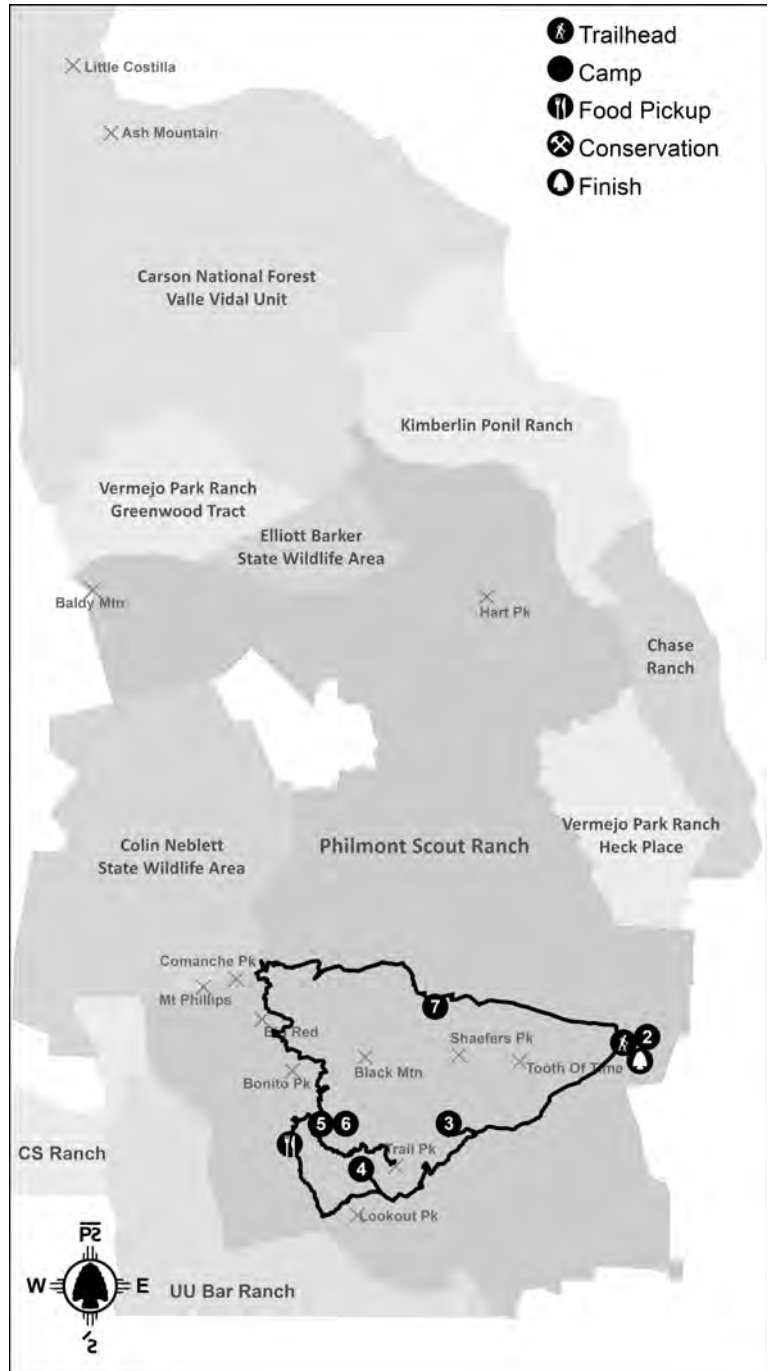 Trailhead
Camp
Food Pickup
Conservation
Finish
Little Costilla
Ash Mountain
Carson National Forest
Valle Vidal Unit
Kimberlin Ponil Ranch
Vermejo Park Ranch
Greenwood Tract
Elliott Barker
State Wildlife Area
Baldy Mtn
Hart Pk
Chase
Ranch
Vermejo Park Ranch
Heck Place
Colin Neblett
State Wildlife Area
Philmont Scout Ranch
Comanche Pk
Mt Phillips
7
Big Red
Shaefers Pk
2
Black Mtn
Tooth Of Time
Bonito Pk
5 6
3
CS Ranch
Trail Pk
4
Lookout Pk
W E
UU Bar Ranch